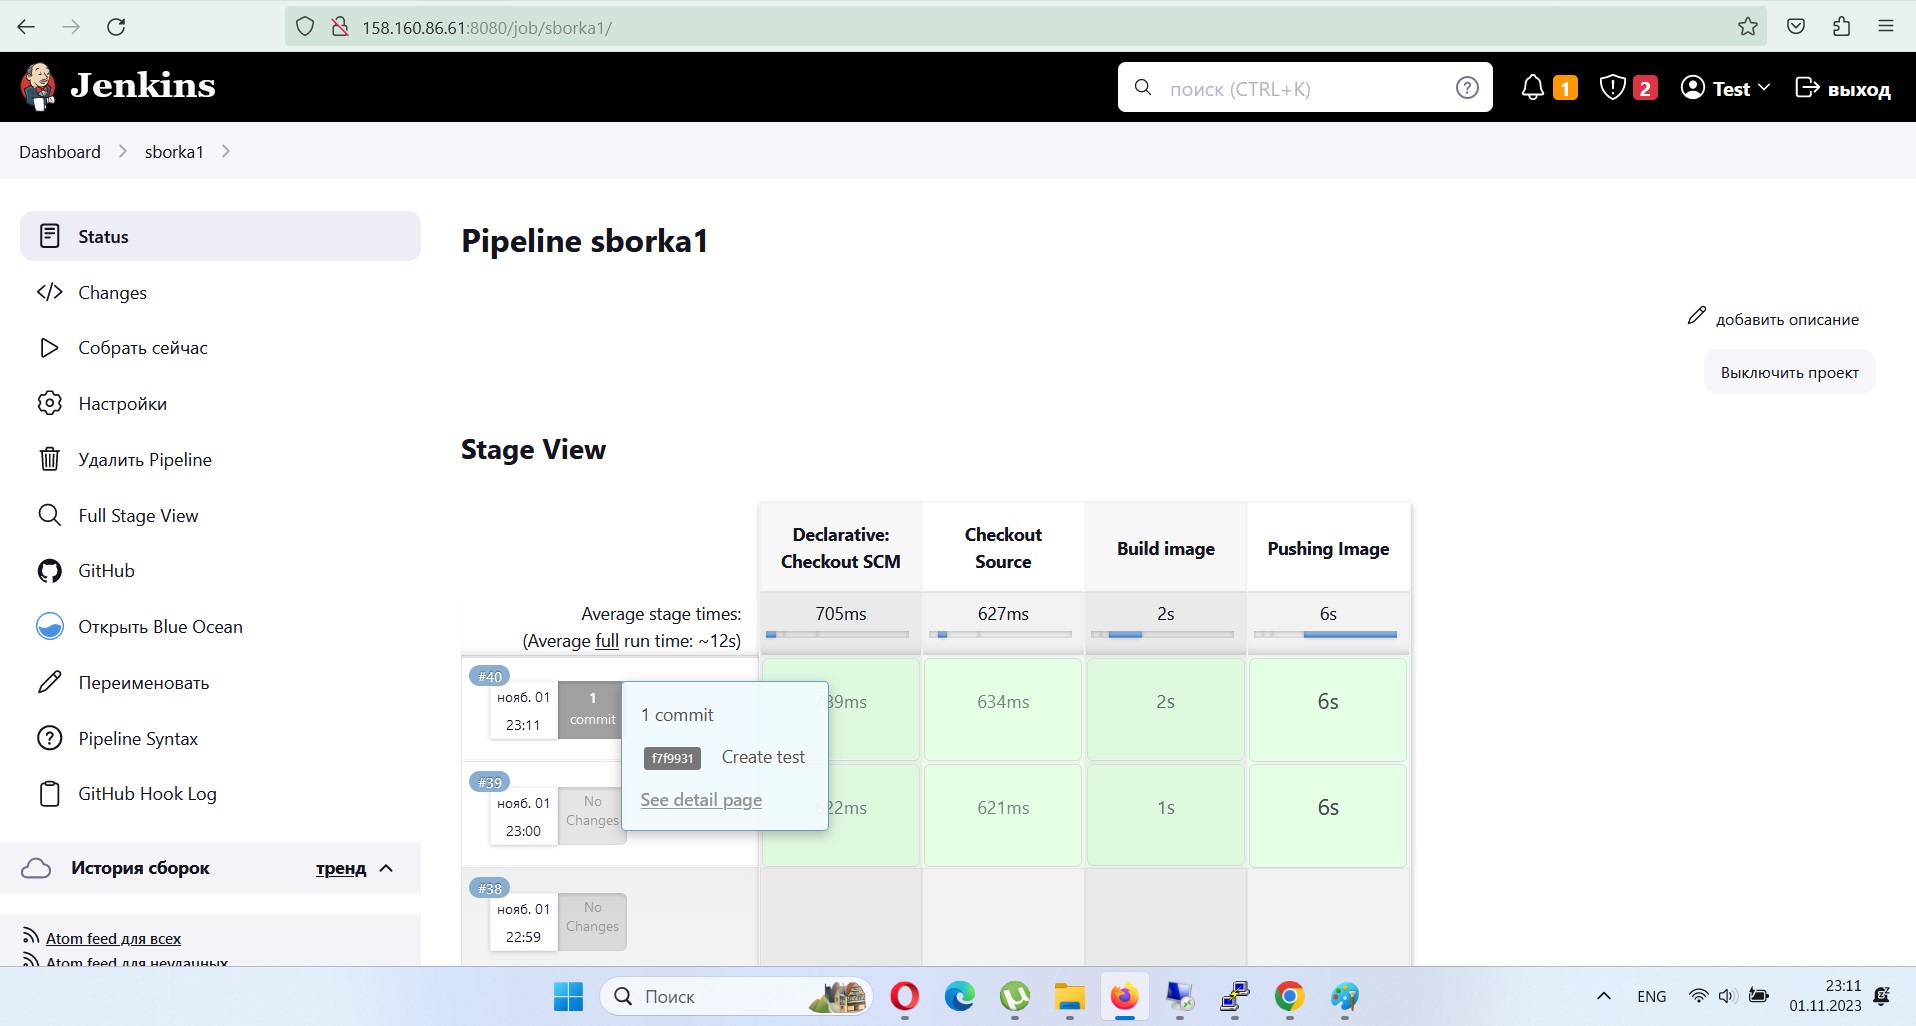 158.160.86.61:8080/job/sborka1/
Jenkins
поиск (CTRL+K)
1
2
Test
выход
Dashboard
sborka1
Status
Changes
Собрать сейчас
Настройки
Удалить Pipeline
Full Stage View
GitHub
Открыть Blue Ocean
Переименовать
Pipeline Syntax
GitHub Hook Log
История сборок
тренд
Atom feed для всех
Atom feed для неудачных
Pipeline sborka1
добавить описание
Выключить проект
Stage View
Declarative:
Checkout SCM
Checkout
Source
Build image
Pushing Image
Average stage times:
(Average full run time: ~12s)
705ms
627ms
2s
6s
#40
нояб. 01
23:11
1
commit
1 commit
f7f9931
Create test
See detail page
39ms
634ms
2s
6s
#39
нояб. 01
23:00
No
Changes
22ms
621ms
1s
6s
#38
нояб. 01
22:59
No
Changes
Поиск
ENG
23:11
01.11.2023